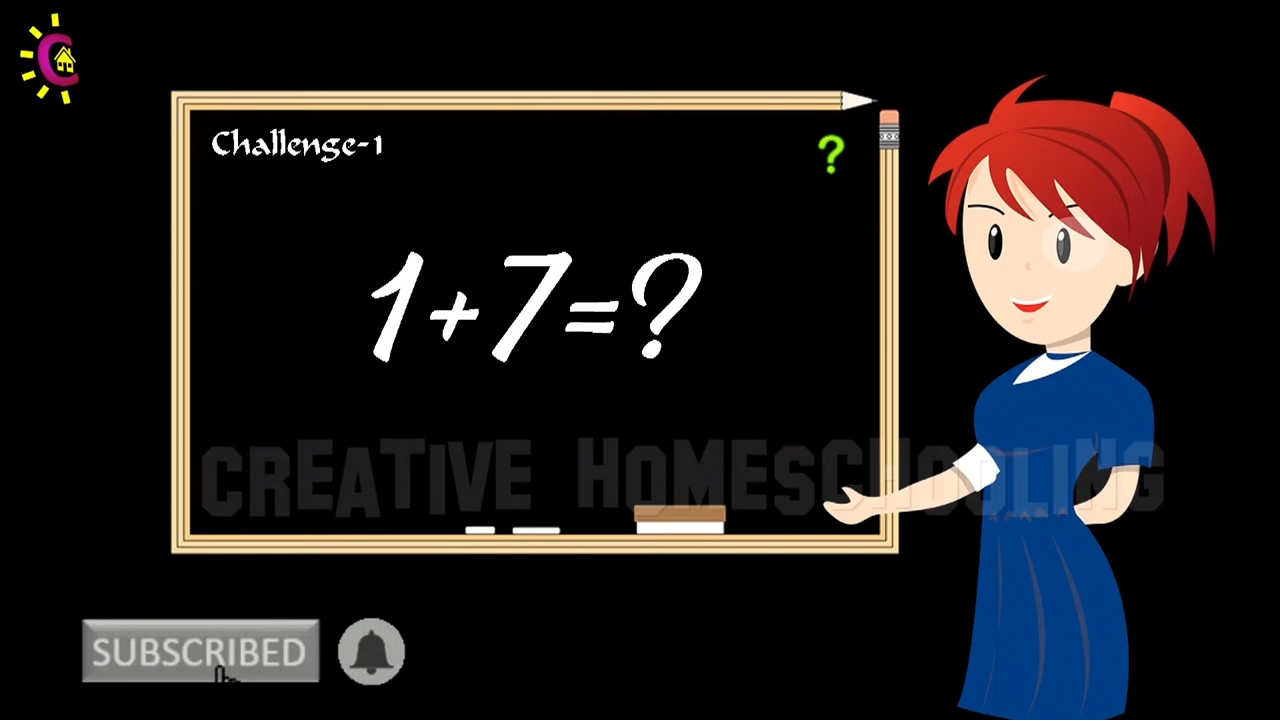 Challenge-1
?
1+7=?
CREATIVE HOMESCHOOLING
SUBSCRIBED